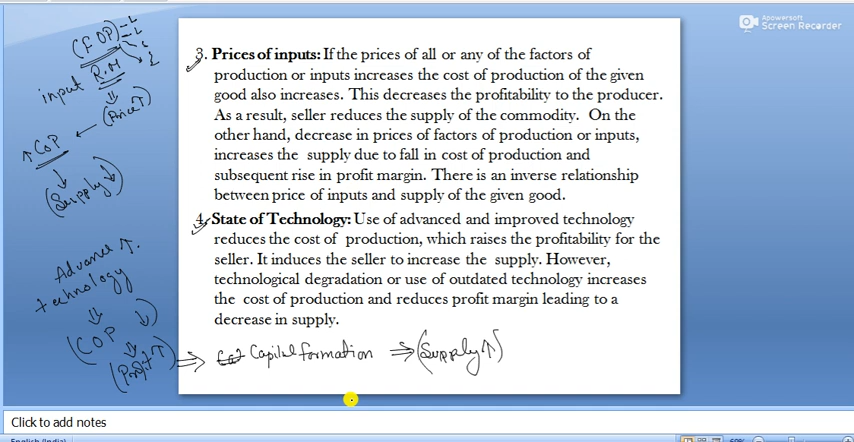 Apowersoft
Screen Recorder
(FOP)
input R.M
(Price↑)
↑COP
(Supply↓)
3. Prices of inputs: If the prices of all or any of the factors of
production or inputs increases the cost of production of the given
good also increases. This decreases the profitability to the producer.
As a result, seller reduces the supply of the commodity. On the
other hand, decrease in prices of factors of production or inputs,
increases the supply due to fall in cost of production and
subsequent rise in profit margin. There is an inverse relationship
between price of inputs and supply of the given good.
4. State of Technology: Use of advanced and improved technology
reduces the cost of production, which raises the profitability for the
seller. It induces the seller to increase the supply. However,
technological degradation or use of outdated technology increases
the cost of production and reduces profit margin leading to a
decrease in supply.
Advance ↑
technology
⇓
(COP ↓)
⇓
(Profit↑) ⇒ Capital formation ⇒ (Supply↑)
Click to add notes
English (India)
60%